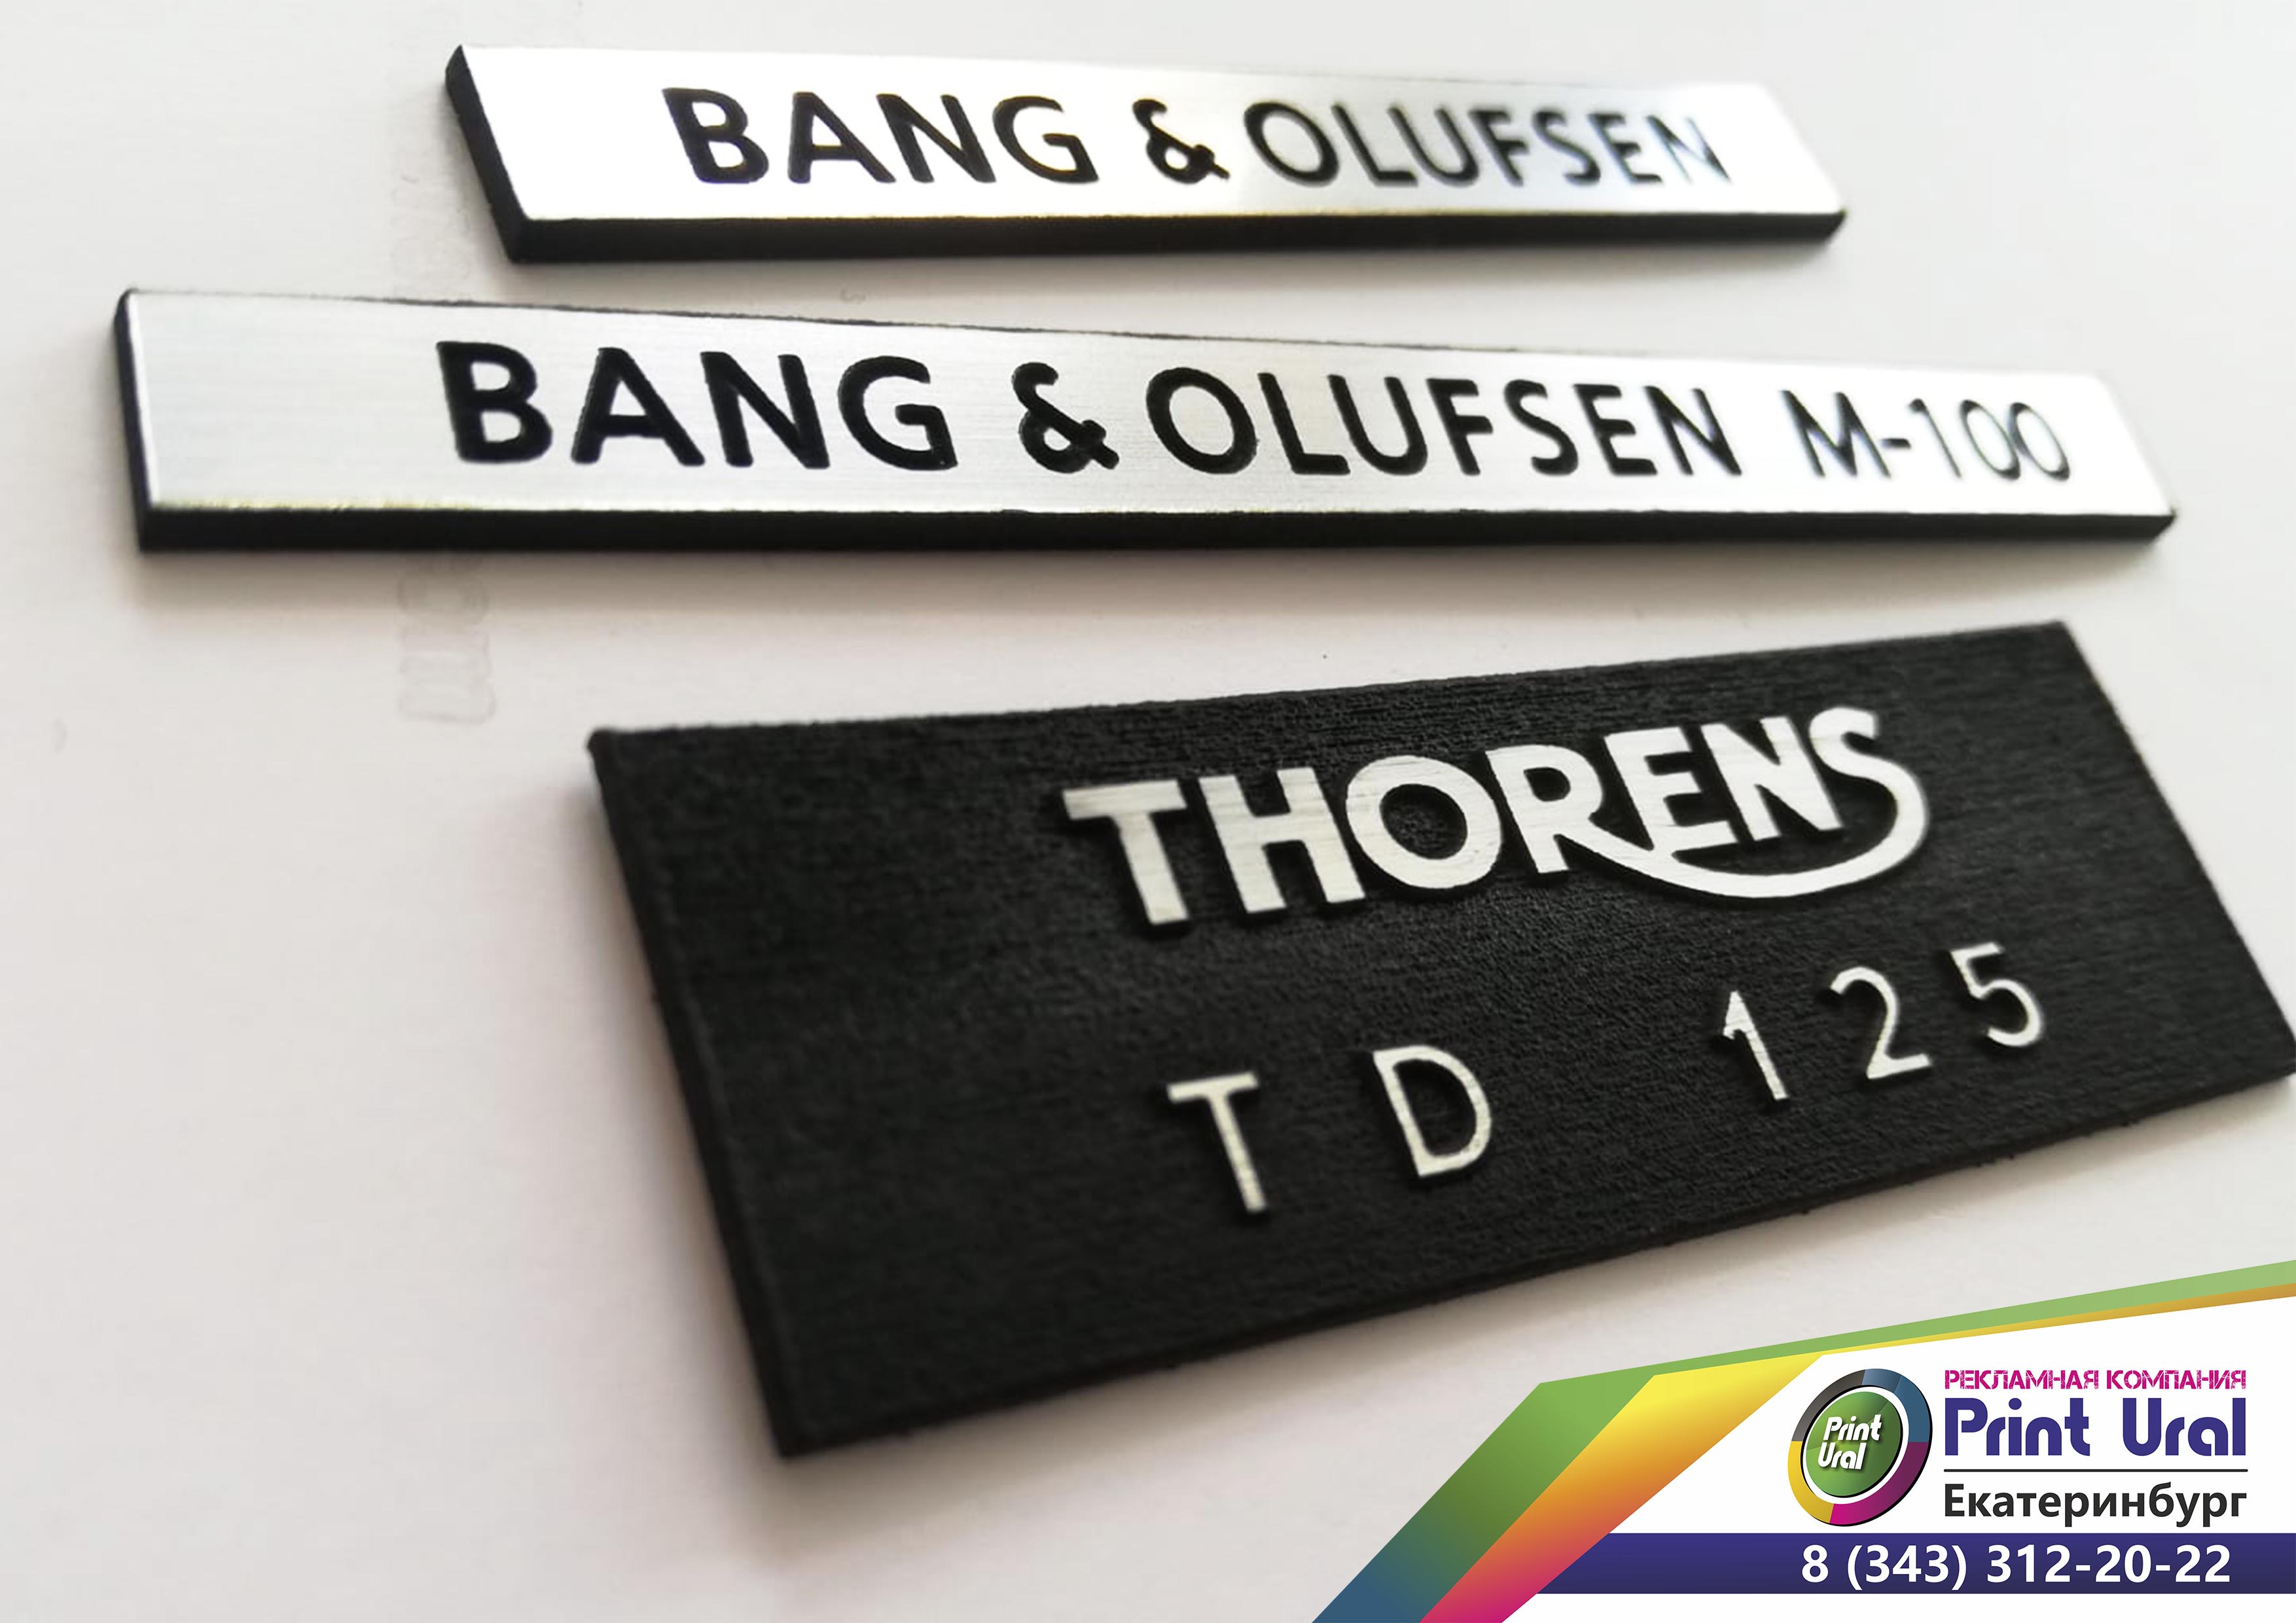 BANG & OLUFSEN
BANG & OLUFSEN M-100
THORENS
TD 125
РЕКЛАМНАЯ КОМПАНИЯ
Print Ural
Print
Ural
Екатеринбург
8 (343) 312-20-22